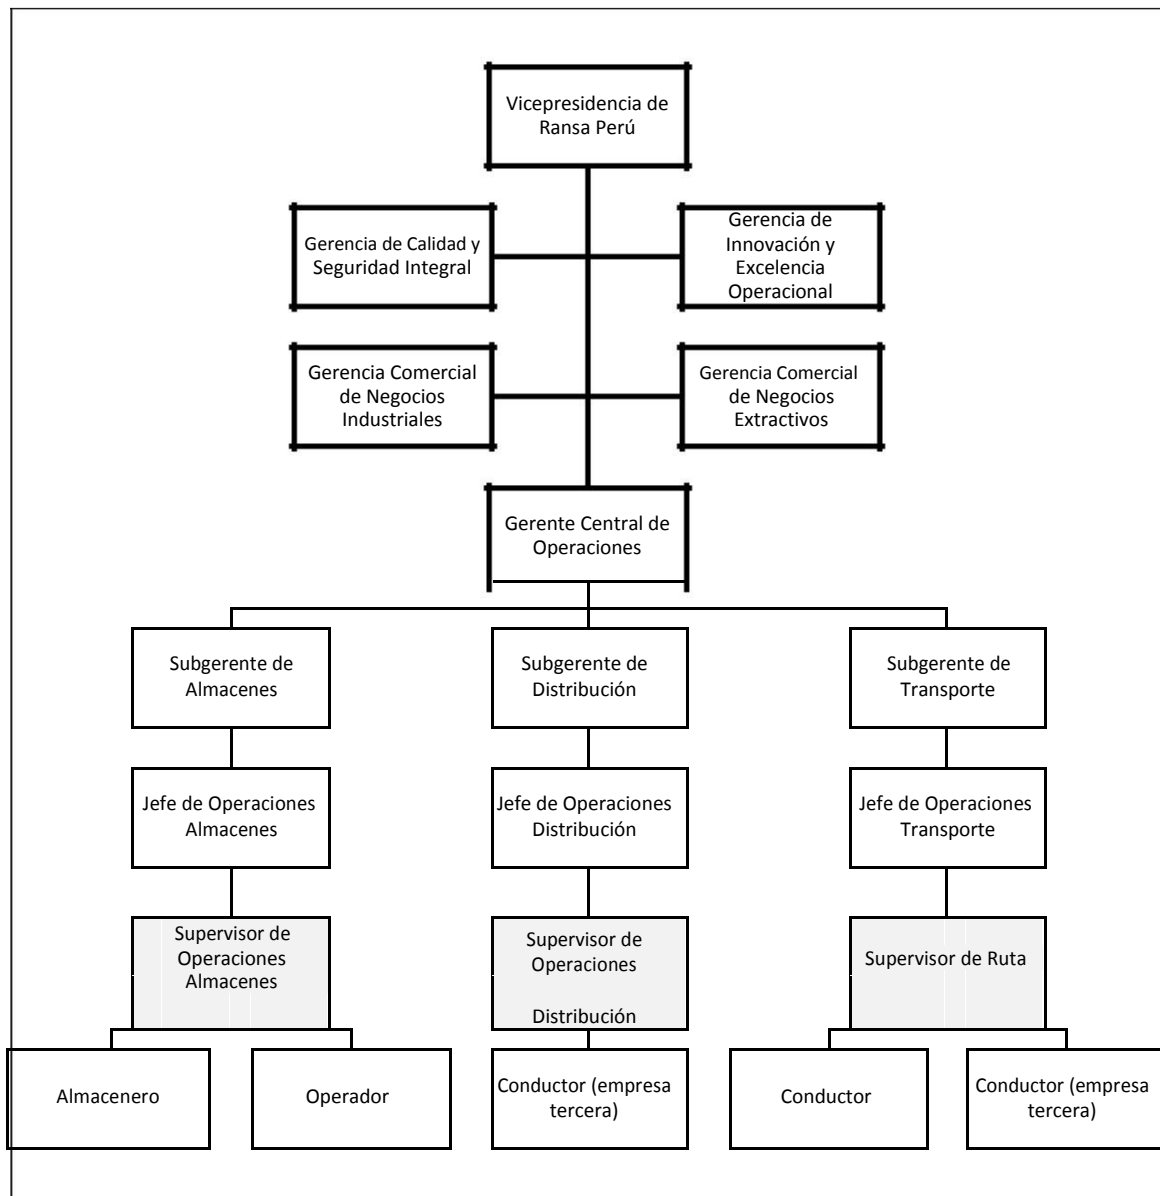 Vicepresidencia de
Ransa Perú
Gerencia de Calidad y
Seguridad Integral
Gerencia de
Innovación y
Excelencia
Operacional
Gerencia Comercial
de Negocios
Industriales
Gerencia Comercial
de Negocios
Extractivos
Gerente Central de
Operaciones
Subgerente de
Almacenes
Subgerente de
Distribución
Subgerente de
Transporte
Jefe de Operaciones
Almacenes
Jefe de Operaciones
Distribución
Jefe de Operaciones
Transporte
Supervisor de
Operaciones
Almacenes
Supervisor de
Operaciones
Distribución
Supervisor de Ruta
Almacenero
Operador
Conductor (empresa
tercera)
Conductor
Conductor (empresa
tercera)